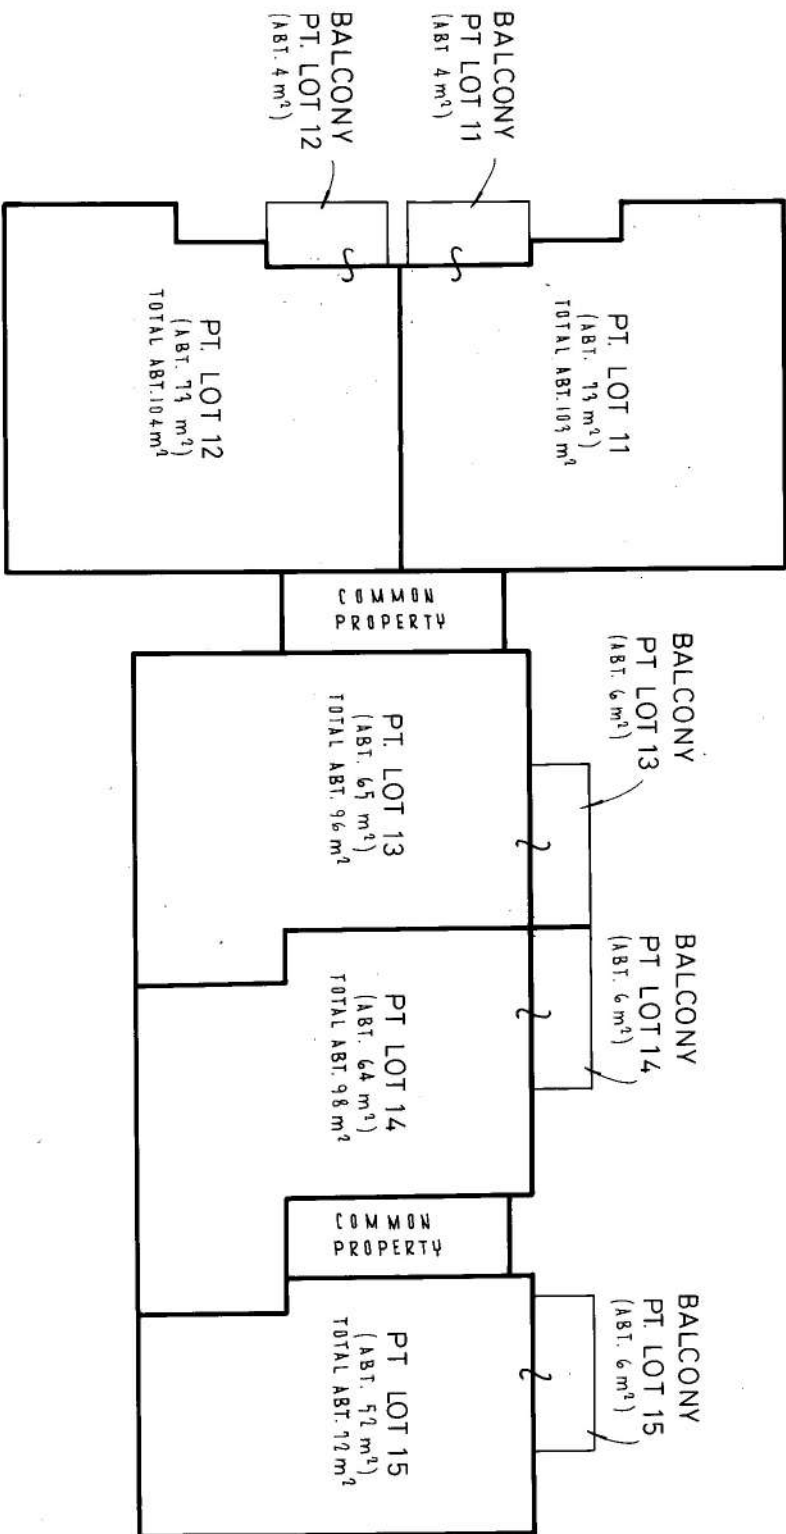 BALCONY
PT LOT 13
(ABT. 6 m²)
BALCONY
PT LOT 14
(ABT. 6 m²)
BALCONY
PT. LOT 15
(ABT. 6 m²)
BALCONY
PT LOT 11
(ABT. 4 m²)
PT. LOT 11
(ABT. 73 m²)
TOTAL ABT. 103 m²
COMMON
PROPERTY
PT. LOT 13
(ABT. 65 m²)
TOTAL ABT. 96 m²
PT LOT 14
(ABT. 64 m²)
TOTAL ABT. 98 m²
COMMON
PROPERTY
PT LOT 15
(ABT. 52 m²)
TOTAL ABT. 72 m²
BALCONY
PT. LOT 12
(ABT. 4 m²)
PT. LOT 12
(ABT. 73 m²)
TOTAL ABT. 104 m²